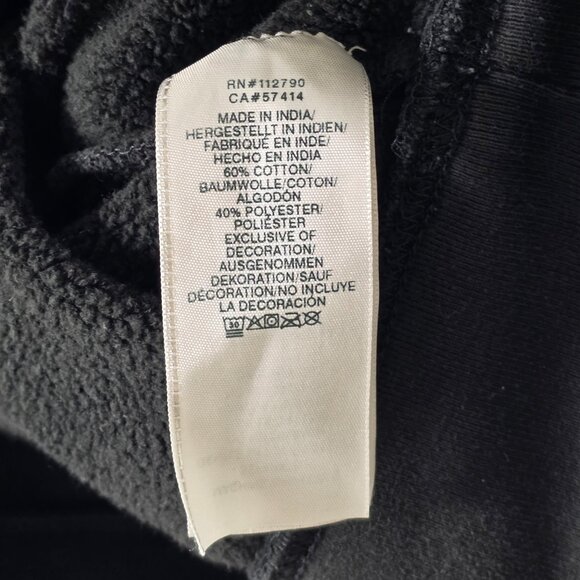 RN#112790
CA#57414
MADE IN INDIA/
HERGESTELLT IN INDIEN/
FABRIQUÉ EN INDE/
HECHO EN INDIA
60% COTTON/
BAUMWOLLE/COTON/
ALGODÓN
40% POLYESTER/
POLIÉSTER
EXCLUSIVE OF
DECORATION/
AUSGENOMMEN
DEKORATION/SAUF
DÉCORATION/NO INCLUYE
LA DECORACIÓN
30